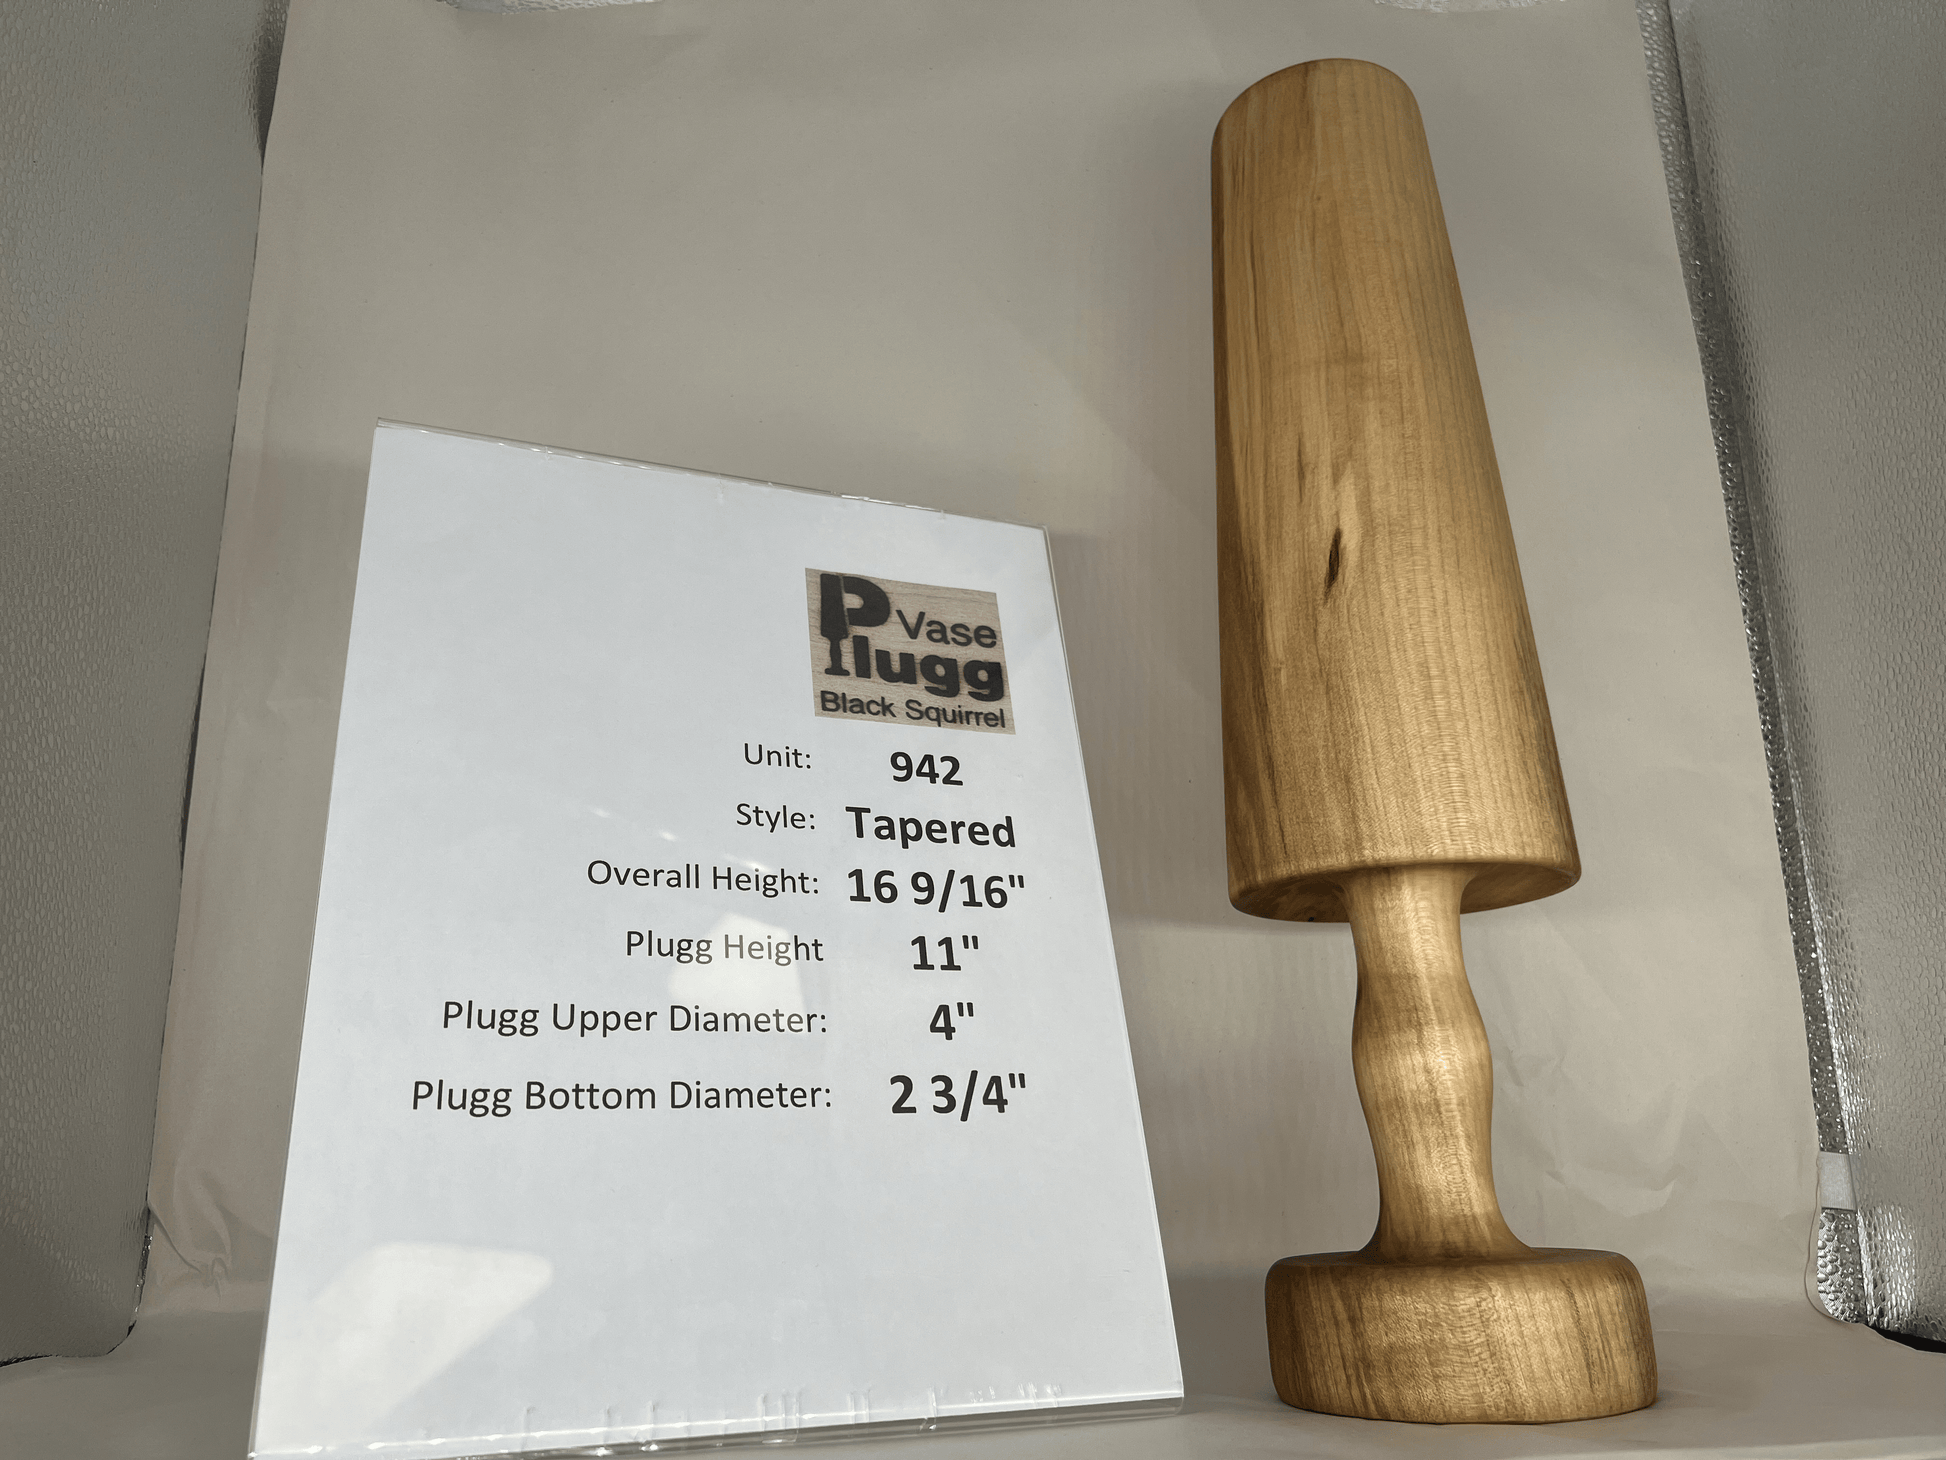 Vase
Plugg
Black Squirrel
Unit: 942
Style: Tapered
Overall Height: 16 9/16"
Plugg Height 11"
Plugg Upper Diameter: 4"
Plugg Bottom Diameter: 2 3/4"